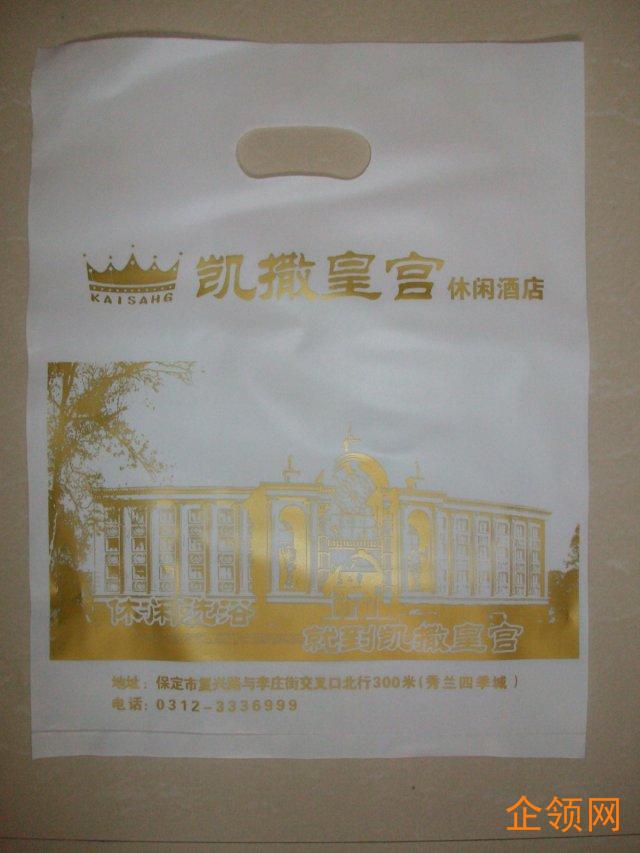 KAISAHG
凯撒皇宫 休闲酒店
休闲洗浴
就到凯撒皇宫
地址：保定市复兴路与李庄街交叉口北行300米(秀兰四季城)
电话：0312-3336999
企领网